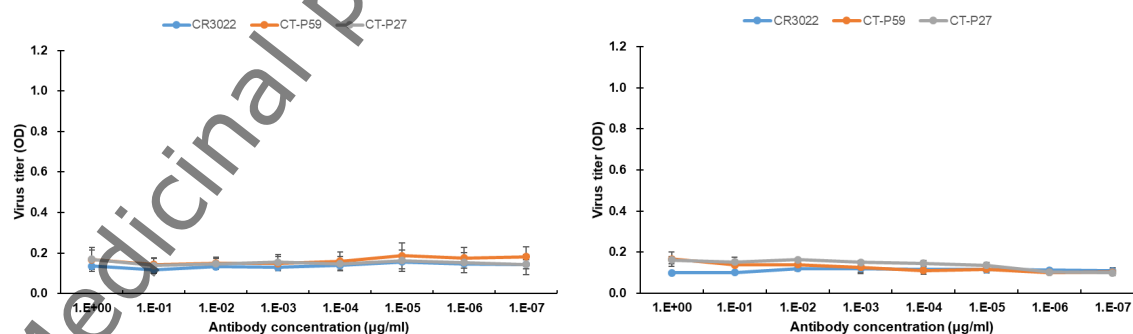 CR3022 CT-P59 CT-P27
1.2
1.0
0.8
0.6
0.4
0.2
0.0
Virus titer (OD)
1.E+00 1.E-01 1.E-02 1.E-03 1.E-04 1.E-05 1.E-06 1.E-07
Antibody concentration (µg/ml)
CR3022 CT-P59 CT-P27
1.2
1.0
0.8
0.6
0.4
0.2
0.0
Virus titer (OD)
1.E+00 1.E-01 1.E-02 1.E-03 1.E-04 1.E-05 1.E-06 1.E-07
Antibody concentration (µg/ml)
Medicinal p